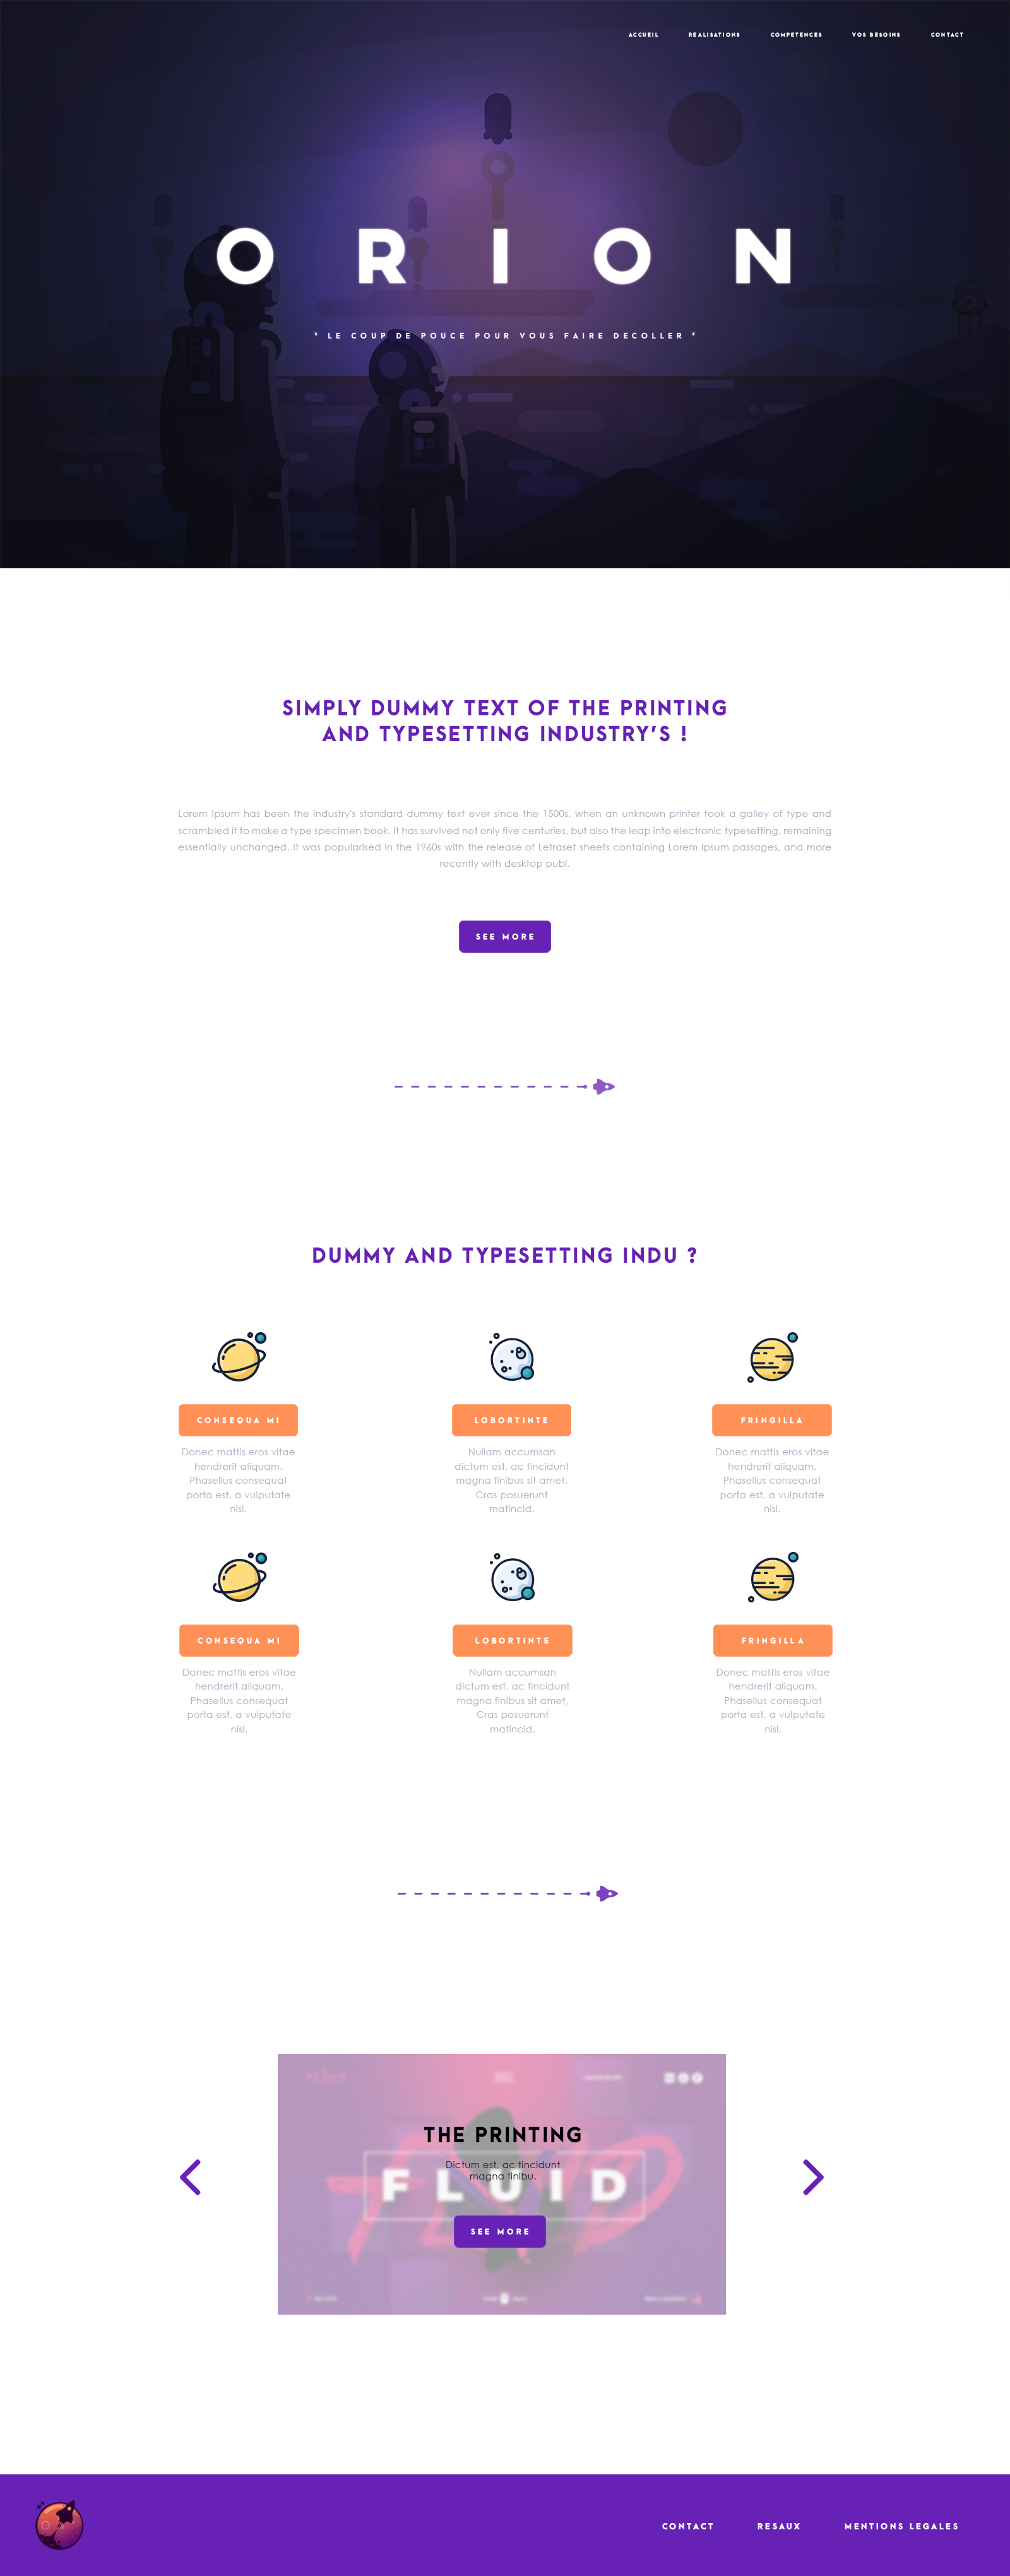 ACCUEIL REALISATIONS COMPETENCES VOS BESOINS CONTACT
ORION
* LE COUP DE POUCE POUR VOUS FAIRE DECOLLER *
SIMPLY DUMMY TEXT OF THE PRINTING
AND TYPESETTING INDUSTRY'S !
Lorem Ipsum has been the industry's standard dummy text ever since the 1500s, when an unknown printer took a galley of type and
scrambled it to make a type specimen book. It has survived not only five centuries, but also the leap into electronic typesetting, remaining
essentially unchanged. It was popularised in the 1960s with the release of Letraset sheets containing Lorem Ipsum passages, and more
recently with desktop publ.
SEE MORE
DUMMY AND TYPESETTING INDU ?
CONSEQUA MI
Donec mattis eros vitae
hendrerit aliquam.
Phasellus consequat
porta est, a vulputate
nisl.
LOBORTINTE
Nullam accumsan
dictum est, ac tincidunt
magna finibus sit amet,
Cras posuerunt
matincid.
FRINGILLA
Donec mattis eros vitae
hendrerit aliquam.
Phasellus consequat
porta est, a vulputate
nisl.
CONSEQUA MI
Donec mattis eros vitae
hendrerit aliquam.
Phasellus consequat
porta est, a vulputate
nisl.
LOBORTINTE
Nullam accumsan
dictum est, ac tincidunt
magna finibus sit amet,
Cras posuerunt
matincid.
FRINGILLA
Donec mattis eros vitae
hendrerit aliquam.
Phasellus consequat
porta est, a vulputate
nisl.
THE PRINTING
Dictum est, ac tincidunt
magna finibu.
FLUID
SEE MORE
CONTACT RESAUX MENTIONS LEGALES